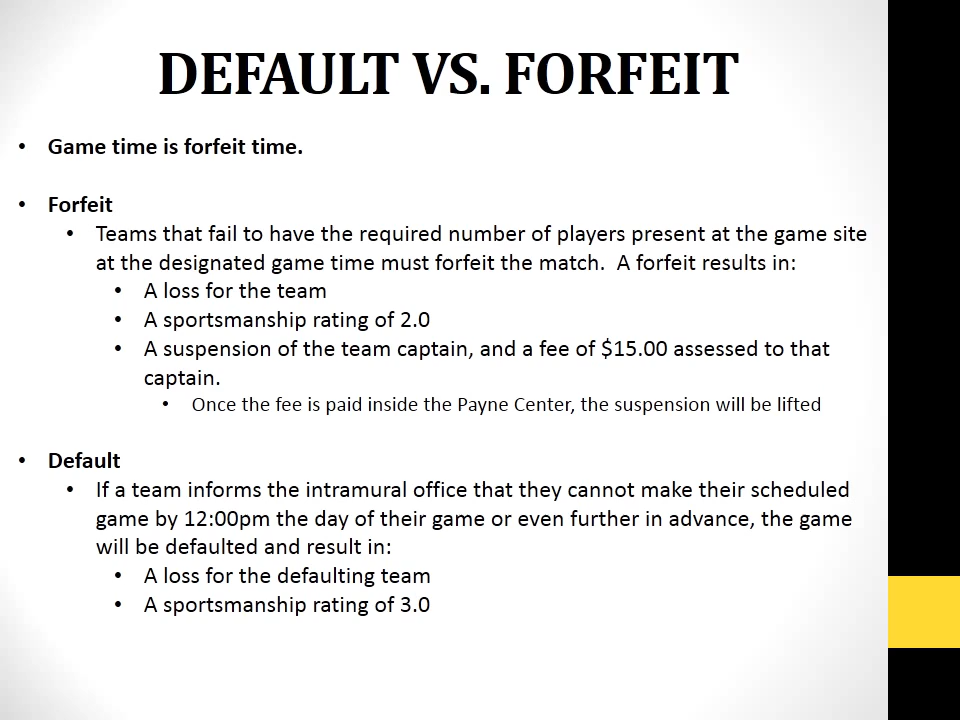 DEFAULT VS. FORFEIT
• Game time is forfeit time.
• Forfeit
• Teams that fail to have the required number of players present at the game site
at the designated game time must forfeit the match.  A forfeit results in:
• A loss for the team
• A sportsmanship rating of 2.0
• A suspension of the team captain, and a fee of $15.00 assessed to that
captain.
• Once the fee is paid inside the Payne Center, the suspension will be lifted
• Default
• If a team informs the intramural office that they cannot make their scheduled
game by 12:00pm the day of their game or even further in advance, the game
will be defaulted and result in:
• A loss for the defaulting team
• A sportsmanship rating of 3.0